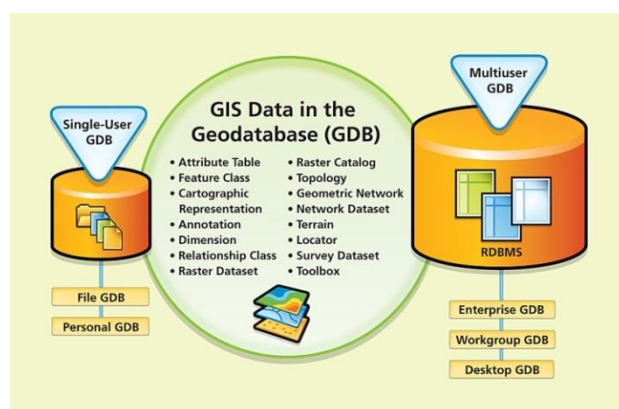 Single-User
GDB
File GDB
Personal GDB
GIS Data in the
Geodatabase (GDB)
• Attribute Table
• Feature Class
• Cartographic
Representation
• Annotation
• Dimension
• Relationship Class
• Raster Dataset
• Raster Catalog
• Topology
• Geometric Network
• Network Dataset
• Terrain
• Locator
• Survey Dataset
• Toolbox
Multiuser
GDB
RDBMS
Enterprise GDB
Workgroup GDB
Desktop GDB